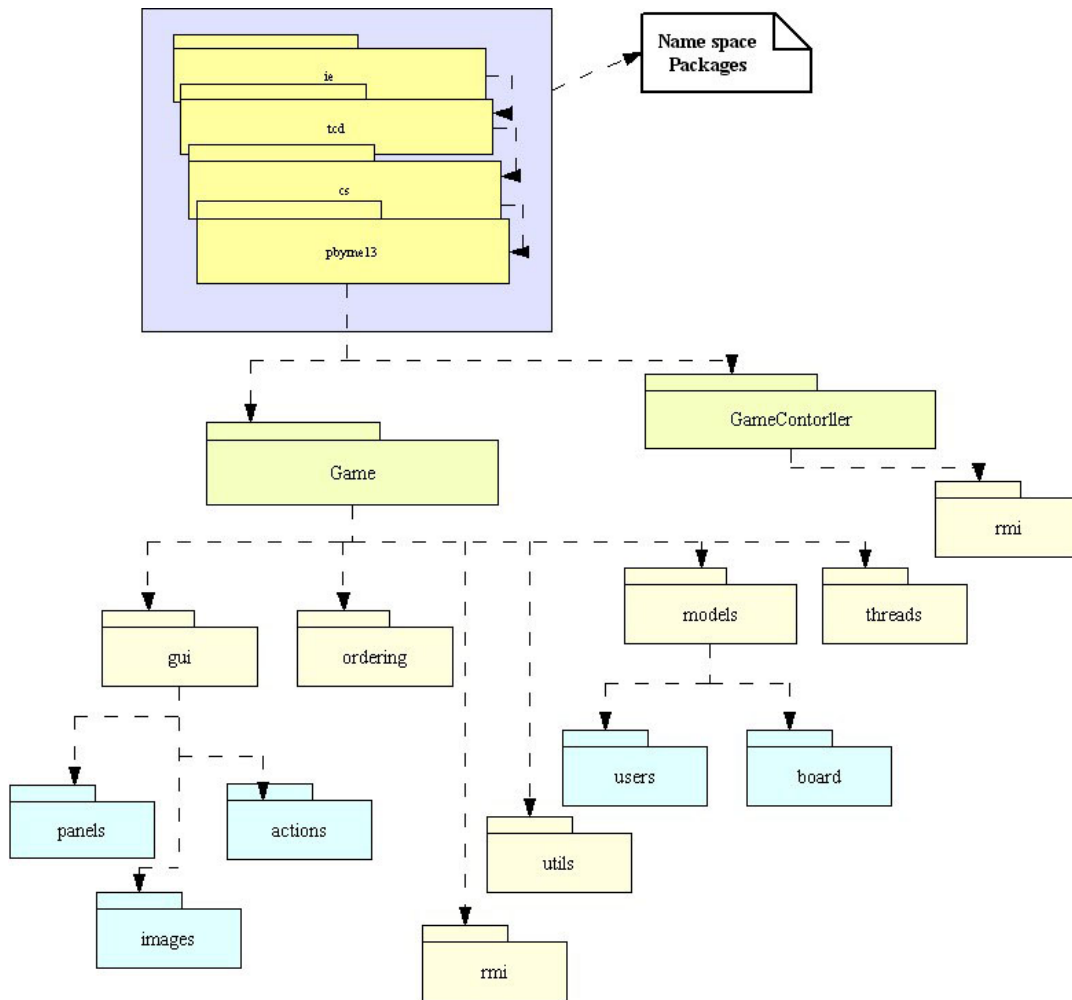 Name space
Packages
ie
tcd
cs
pbyrne13
GameContorller
Game
rmi
models
threads
gui
ordering
users
board
panels
actions
utils
images
rmi